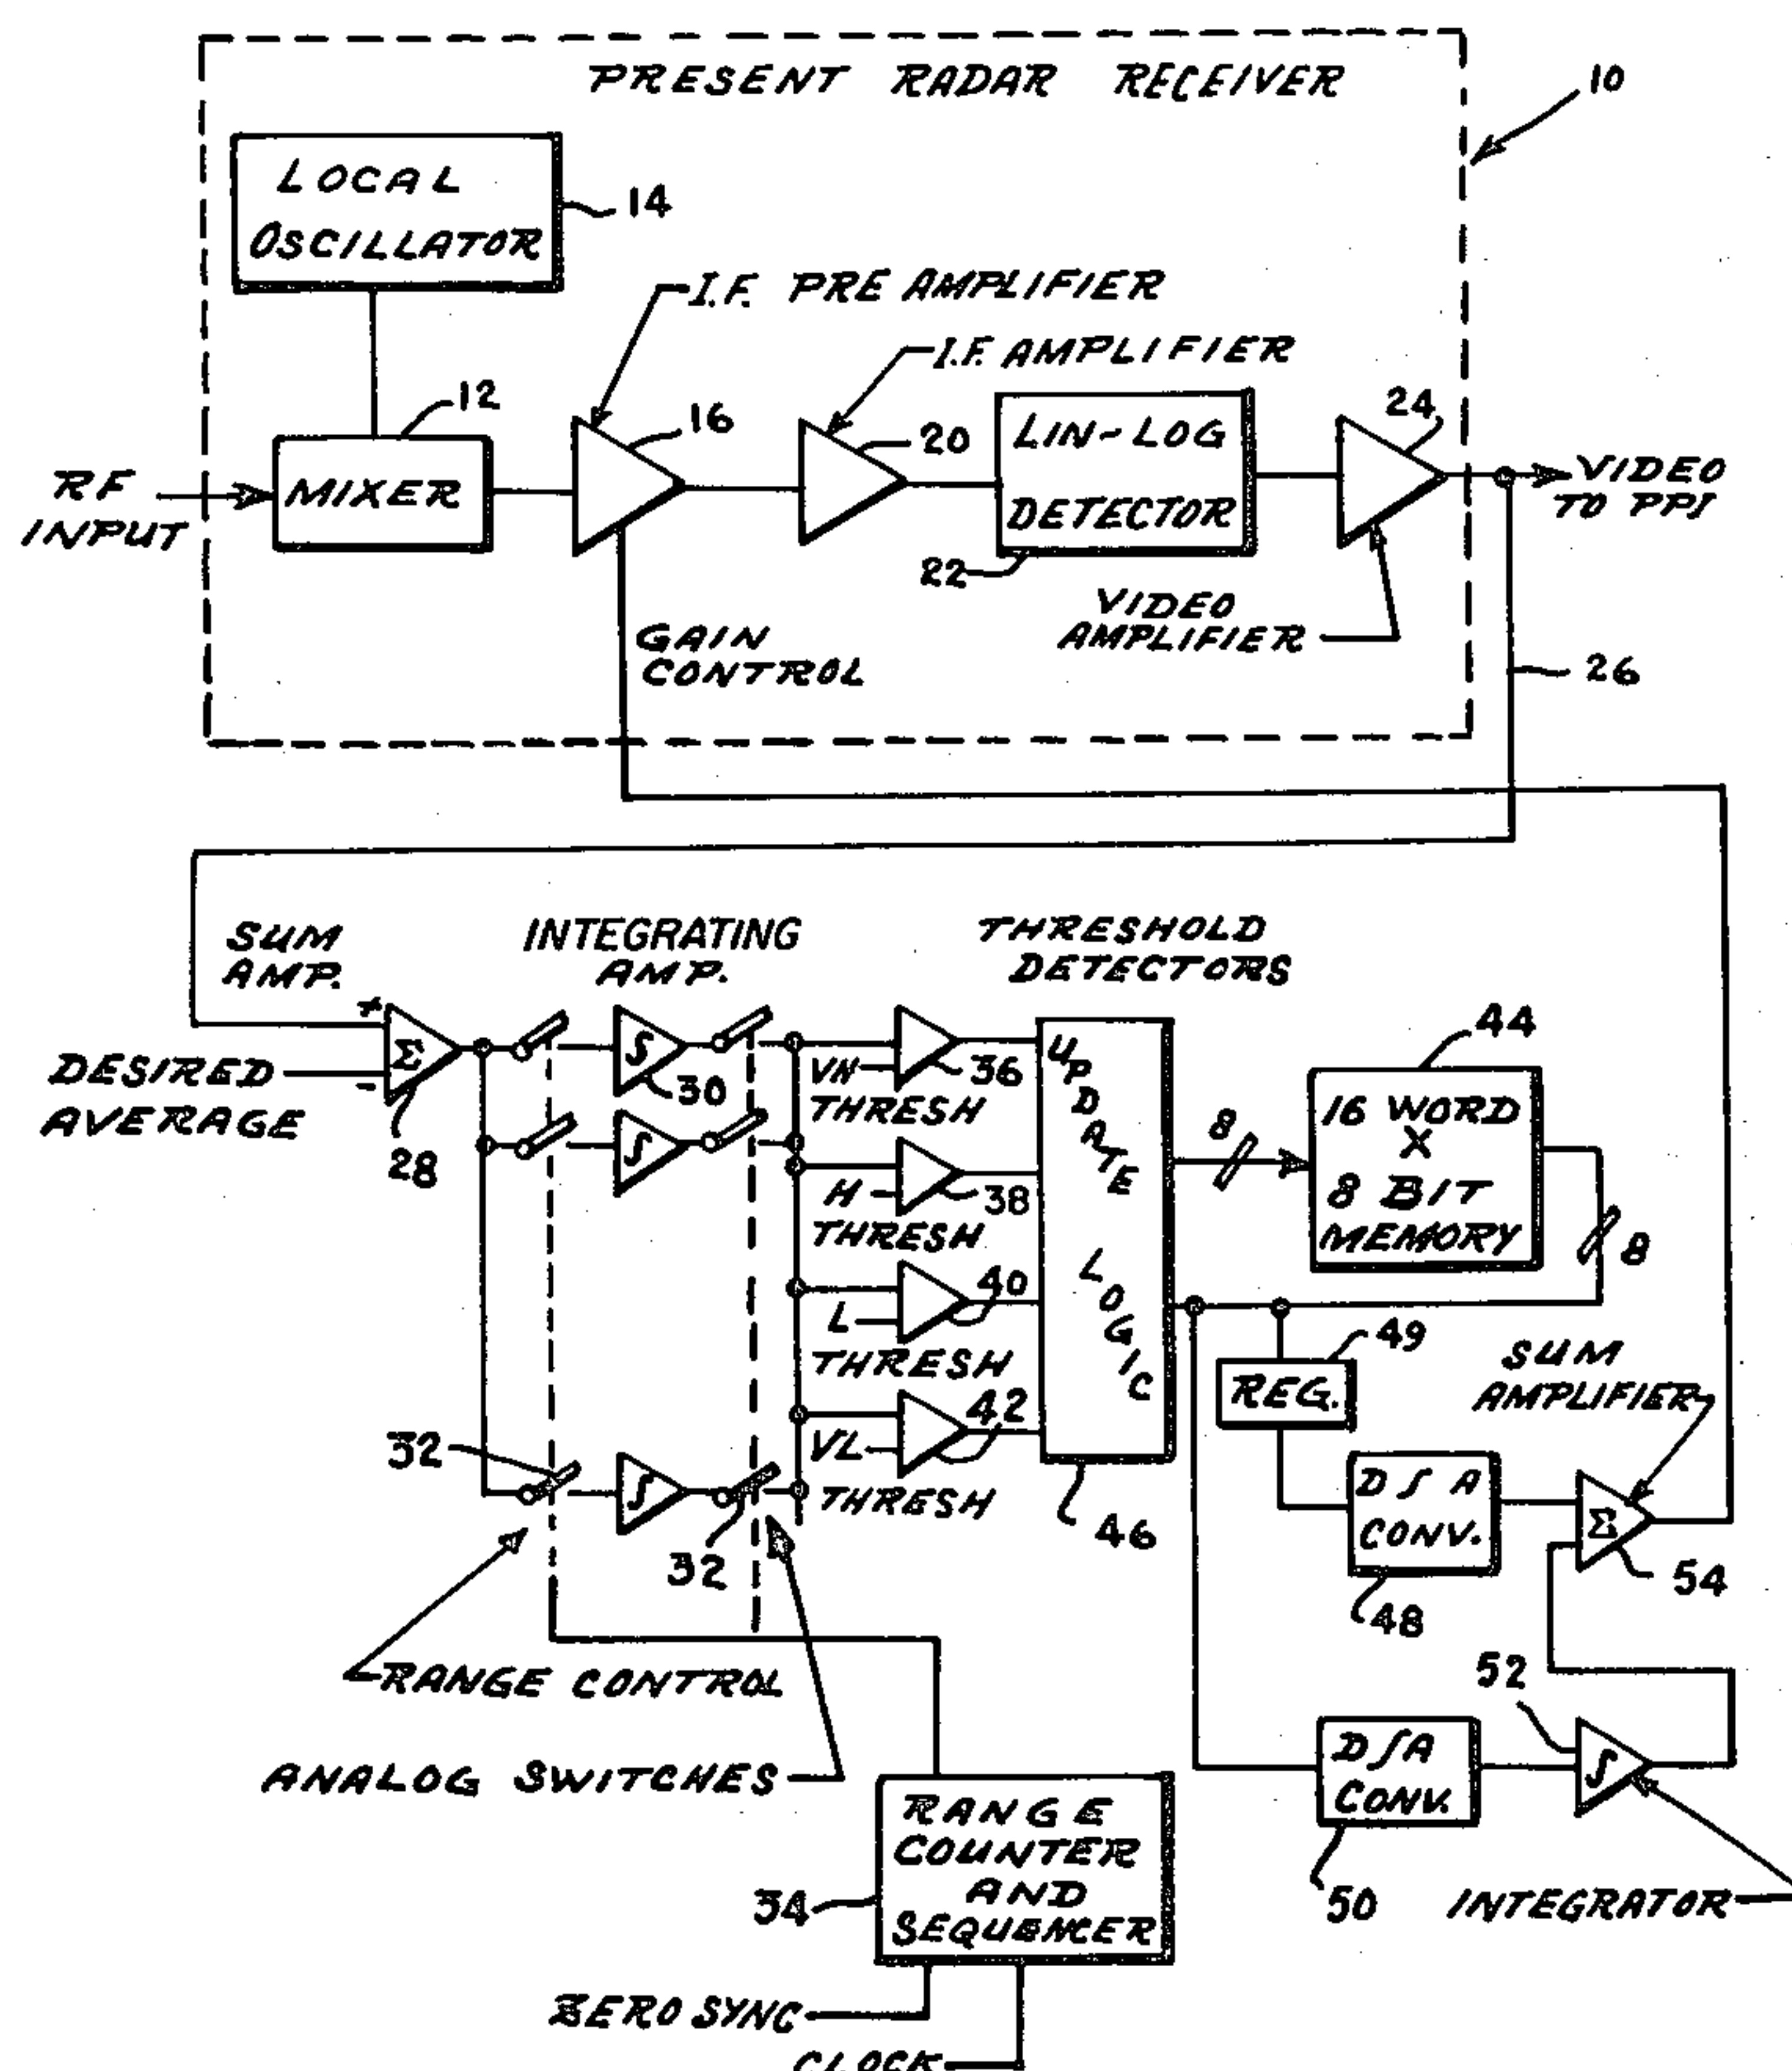 PRESENT RADAR RECEIVER
10
LOCAL
OSCILLATOR
14
I.F. PRE AMPLIFIER
I.F. AMPLIFIER
12
16
20
24
RF
INPUT
MIXER
LIN-LOG
DETECTOR
22
VIDEO
TO PPI
VIDEO
AMPLIFIER
GAIN
CONTROL
26
SUM
AMP.
INTEGRATING
AMP.
THRESHOLD
DETECTORS
+
Σ
-
DESIRED
AVERAGE
28
∫
30
∫
VH
THRESH
36
H
THRESH
38
L
THRESH
40
VL
THRESH
42
UPDATE
LOGIC
46
8
44
16 WORD
X
8 BIT
MEMORY
8
49
REG.
SUM
AMPLIFIER
32
∫
32
D ∫ A
CONV.
48
Σ
54
RANGE CONTROL
ANALOG SWITCHES
52
D ∫ A
CONV.
50
∫
INTEGRATOR
RANGE
COUNTER
AND
SEQUENCER
34
ZERO SYNC
CLOCK